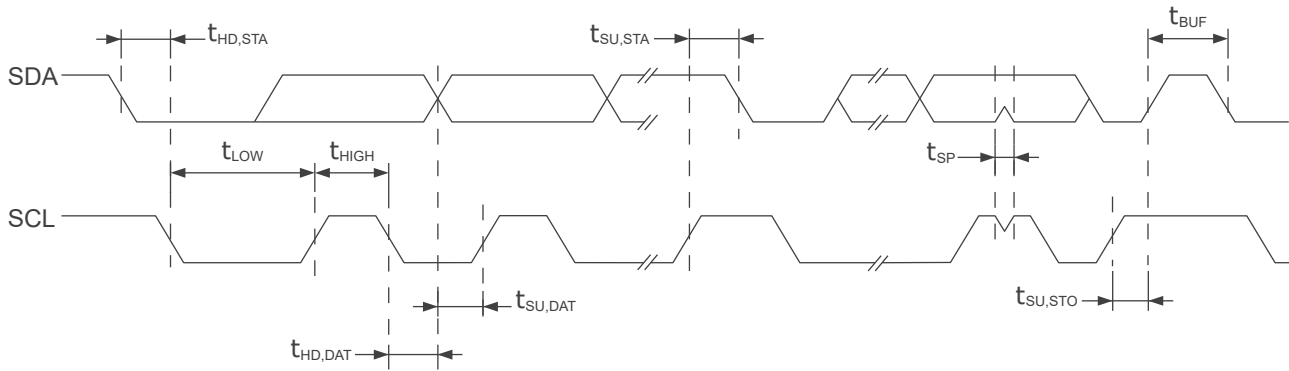 tHD,STA
tSU,STA
tBUF
SDA
tLOW
tHIGH
tSP
SCL
tSU,DAT
tSU,STO
tHD,DAT